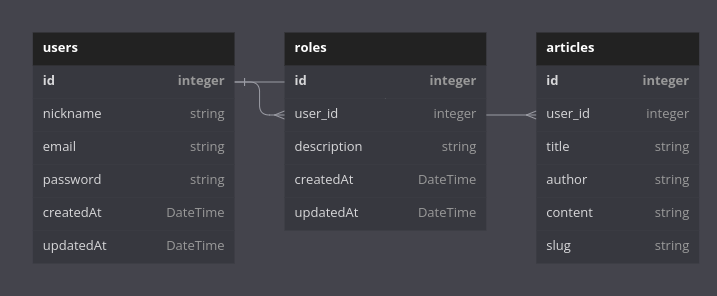 users
id integer
nickname string
email string
password string
createdAt DateTime
updatedAt DateTime
roles
id integer
user_id integer
description string
createdAt DateTime
updatedAt DateTime
articles
id integer
user_id integer
title string
author string
content string
slug string